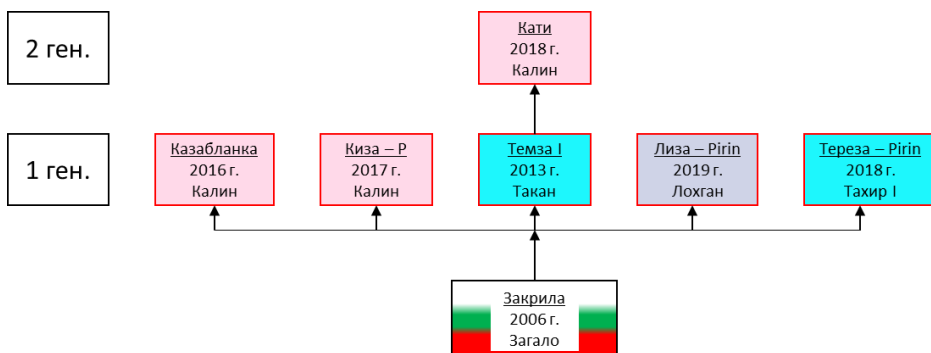 2 ген.
Кати
2018 г.
Калин
1 ген.
Казабланка
2016 г.
Калин
Киза – Р
2017 г.
Калин
Темза I
2013 г.
Такан
Лиза – Pirin
2019 г.
Лохган
Тереза – Pirin
2018 г.
Тахир I
Закрила
2006 г.
Загало